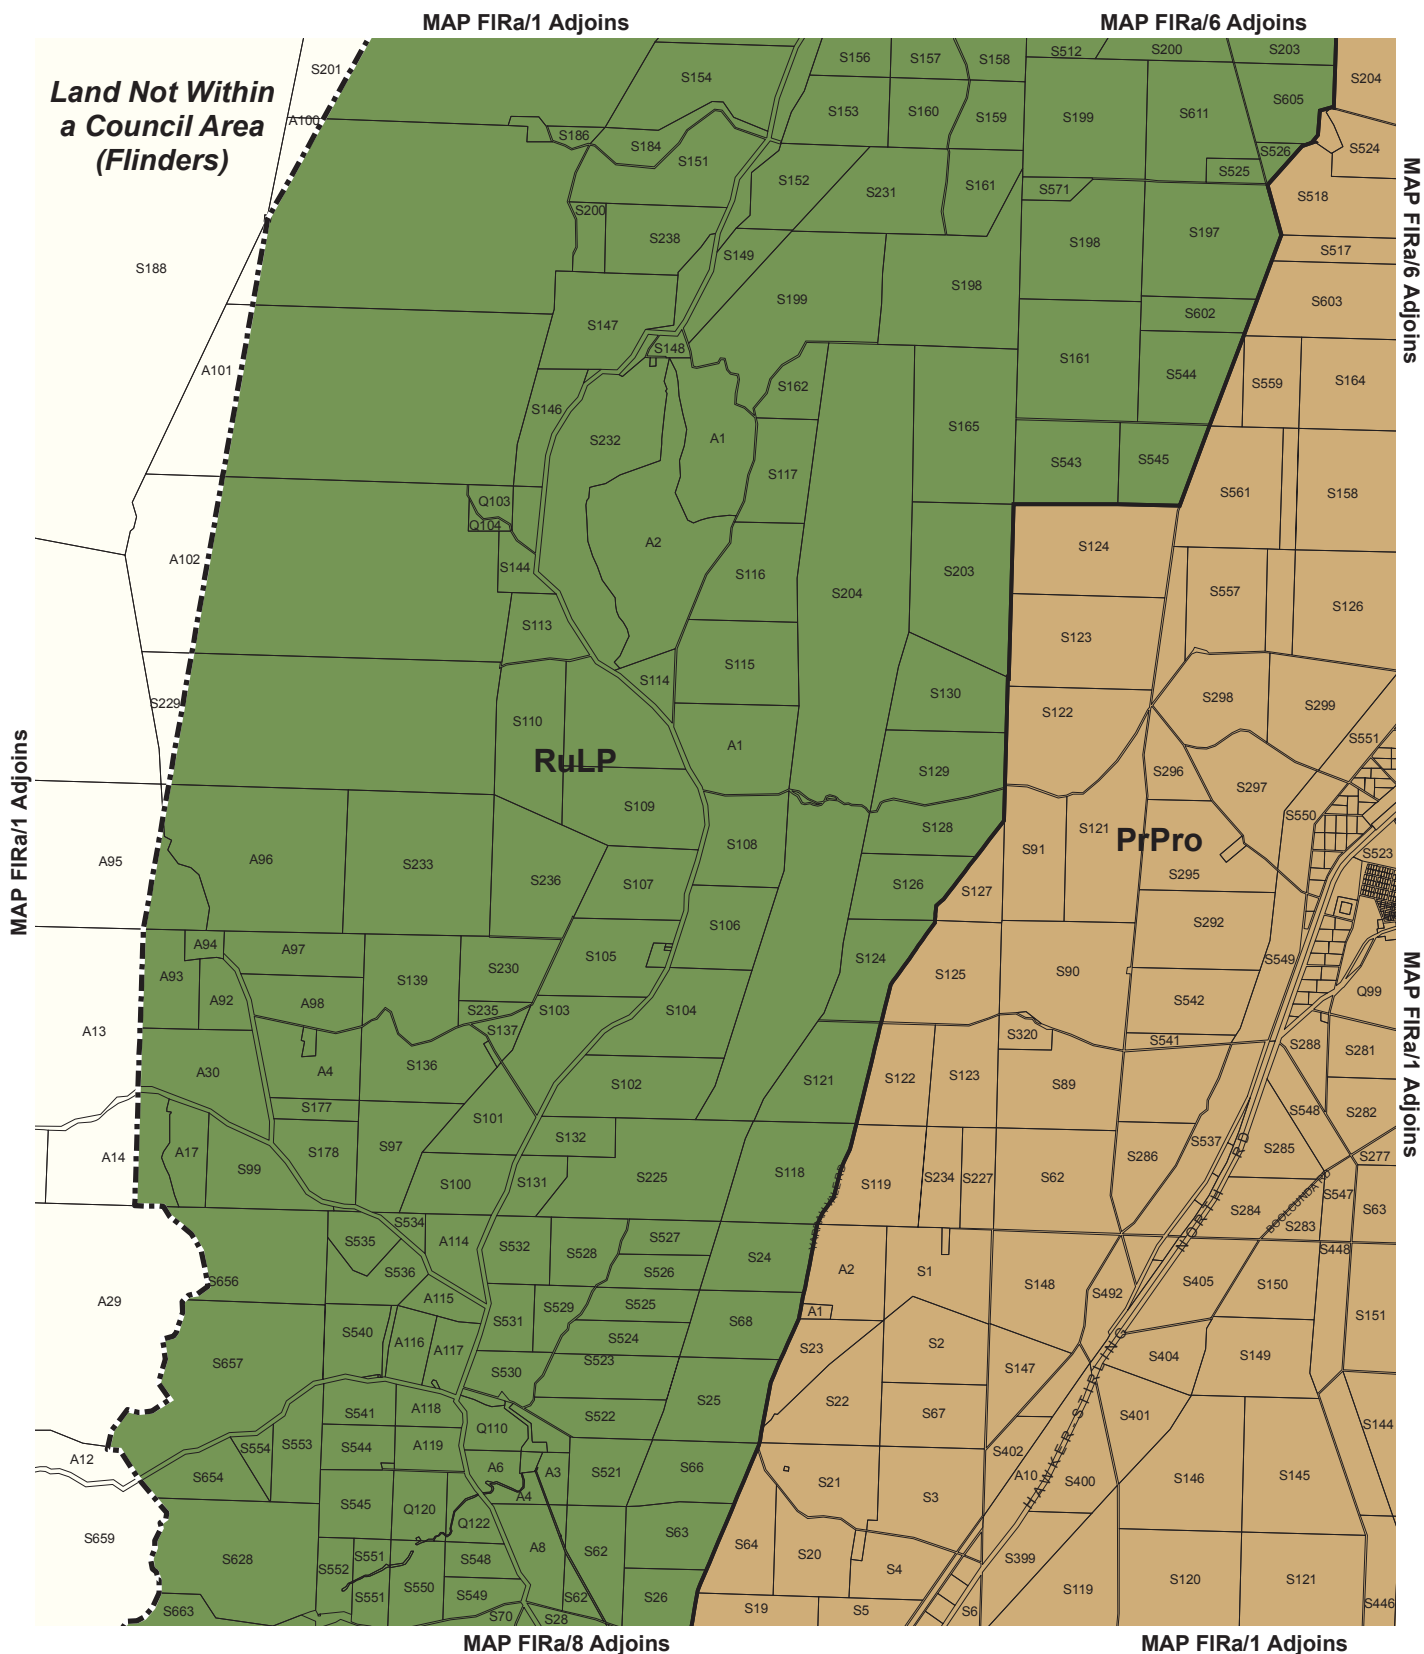 MAP FIRa/1 Adjoins
MAP FIRa/6 Adjoins
Land Not Within
a Council Area
(Flinders)
S201
A100
S188
A101
A102
S229
A95
A13
A14
A29
A12
S659
MAP FIRa/1 Adjoins
MAP FIRa/6 Adjoins
MAP FIRa/1 Adjoins
S154
S156
S157
S158
S512
S200
S203
S204
S186
S184
S151
S153
S160
S159
S199
S611
S605
S526
S524
S525
S152
S231
S161
S571
S518
S200
S238
S149
S198
S197
S517
S147
S199
S198
S602
S603
S148
S162
S161
S544
S559
S164
S146
S232
A1
S165
S117
S543
S545
S561
S158
Q103
Q104
A2
S144
S116
S204
S203
S124
S557
S126
S113
S123
S114
S115
S130
S298
S299
S110
S122
RuLP
A1
S129
S551
S296
S297
S109
S108
S128
S91
S121
PrPro
S550
S523
A96
S233
S236
S107
S126
S127
S295
S106
S292
A94
A97
S105
S124
S549
A93
A92
A98
S139
S230
S235
S103
S104
S125
S90
S542
Q99
S137
S320
S541
S288
S281
A30
A4
S136
S102
S121
S122
S123
S89
S177
S101
S548
S282
A17
S99
S178
S97
S132
S118
S119
S234
S227
S62
S286
S537
S285
S277
S100
S131
S225
S284
S283
S547
S63
BOOLCUNDA RD
S534
S535
A114
S532
S528
S527
S24
S448
S656
S536
S526
A2
S1
S148
S492
S405
S150
A115
S529
S525
A1
S151
S540
A116
A117
S531
S524
S68
S23
S2
S657
S530
S523
S147
S404
S149
S25
S22
S541
A118
Q110
S522
S67
S401
S144
S554
S553
S544
A119
S402
A10
S654
A6
A3
S521
S66
S21
S3
S400
S146
S145
A4
S545
Q120
Q122
HAWKER-STIRLING NORTH RD
S628
S552
S551
S548
A8
S62
S63
S64
S20
S4
S399
S551
S550
S549
S62
S26
S119
S120
S121
S663
S70
S28
S19
S5
S6
S446
MAP FIRa/8 Adjoins
MAP FIRa/1 Adjoins